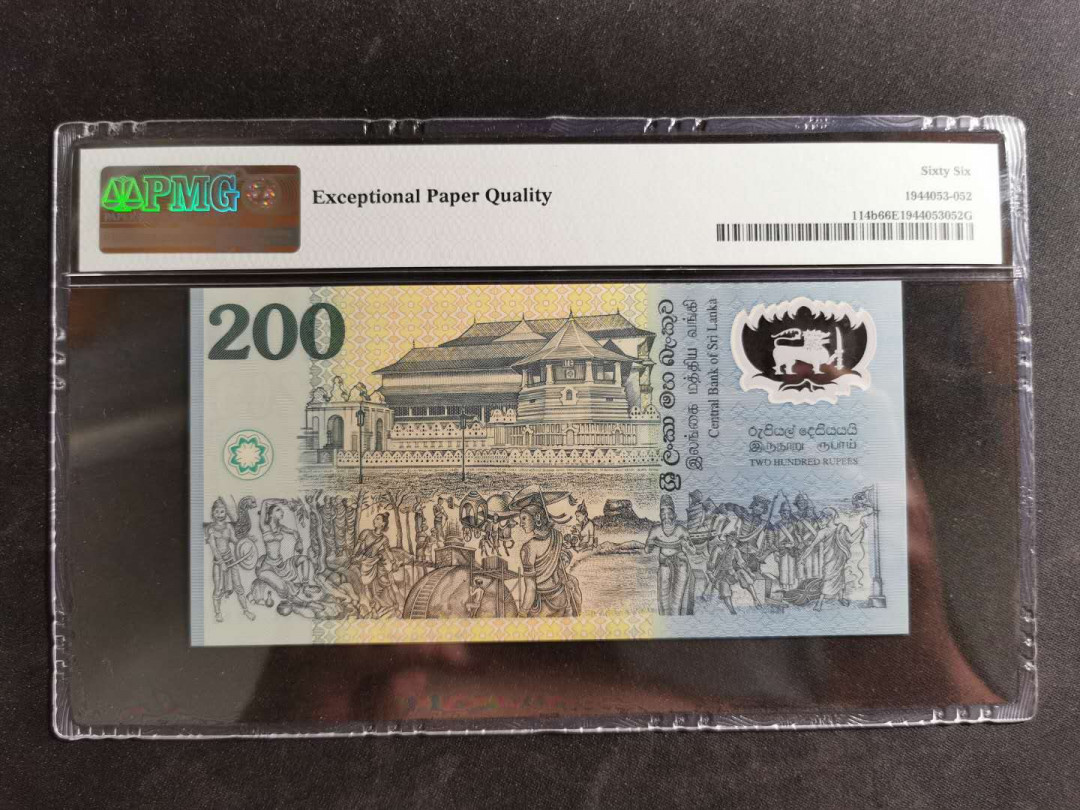 PMG
Exceptional Paper Quality
Sixty Six
1944053-052
114b66E1944053052G
200
ශ්‍රී ලංකා මහ බැංකුව
இலங்கை மத்திய வங்கி
Central Bank of Sri Lanka
රුපියල් දෙසියයයි
இருநூறு ரூபாய்
TWO HUNDRED RUPEES